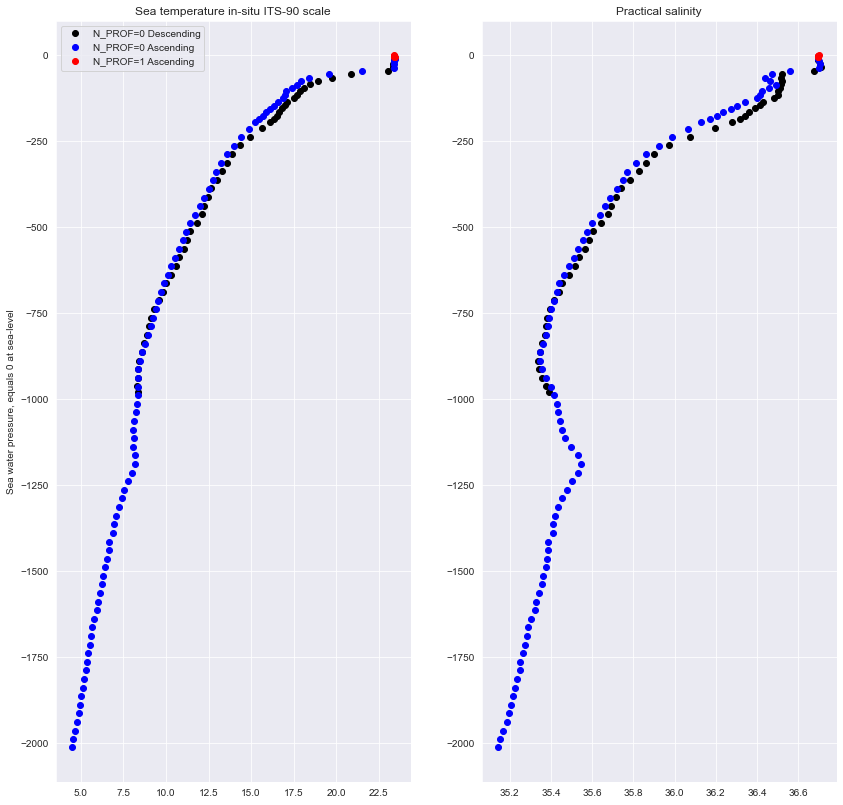 Sea temperature in-situ ITS-90 scale
N_PROF=0 Descending
N_PROF=0 Ascending
N_PROF=1 Ascending
Sea water pressure, equals 0 at sea-level
0
−250
−500
−750
−1000
−1250
−1500
−1750
−2000
5.0 7.5 10.0 12.5 15.0 17.5 20.0 22.5
Practical salinity
0
−250
−500
−750
−1000
−1250
−1500
−1750
−2000
35.2 35.4 35.6 35.8 36.0 36.2 36.4 36.6